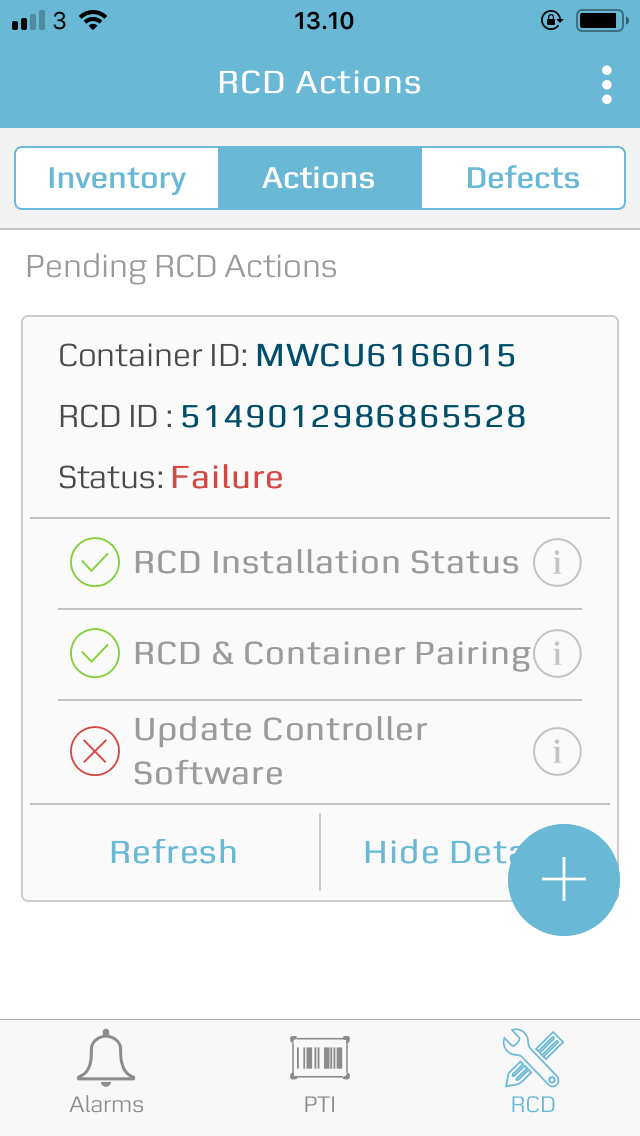 3 13.10
RCD Actions
Inventory Actions Defects
Pending RCD Actions
Container ID: MWCU6166015
RCD ID : 5149012986865528
Status: Failure
RCD Installation Status i
RCD & Container Pairing i
Update Controller
Software i
Refresh Hide Deta
Alarms PTI RCD